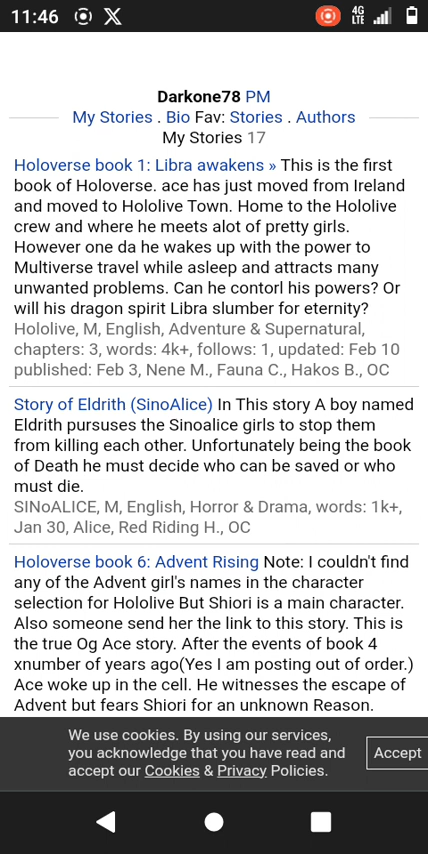 11:46 4G LTE
Darkone78 PM
My Stories . Bio Fav: Stories . Authors
My Stories 17
Holoverse book 1: Libra awakens » This is the first
book of Holoverse. ace has just moved from Ireland
and moved to Hololive Town. Home to the Hololive
crew and where he meets alot of pretty girls.
However one da he wakes up with the power to
Multiverse travel while asleep and attracts many
unwanted problems. Can he contorl his powers? Or
will his dragon spirit Libra slumber for eternity?
Hololive, M, English, Adventure & Supernatural,
chapters: 3, words: 4k+, follows: 1, updated: Feb 10
published: Feb 3, Nene M., Fauna C., Hakos B., OC
Story of Eldrith (SinoAlice) In This story A boy named
Eldrith pursuses the Sinoalice girls to stop them
from killing each other. Unfortunately being the book
of Death he must decide who can be saved or who
must die.
SINoALICE, M, English, Horror & Drama, words: 1k+,
Jan 30, Alice, Red Riding H., OC
Holoverse book 6: Advent Rising Note: I couldn't find
any of the Advent girl's names in the character
selection for Hololive But Shiori is a main character.
Also someone send her the link to this story. This is
the true Og Ace story. After the events of book 4
xnumber of years ago(Yes I am posting out of order.)
Ace woke up in the cell. He witnesses the escape of
Advent but fears Shiori for an unknown Reason.
We use cookies. By using our services,
you acknowledge that you have read and
accept our Cookies & Privacy Policies.
Accept